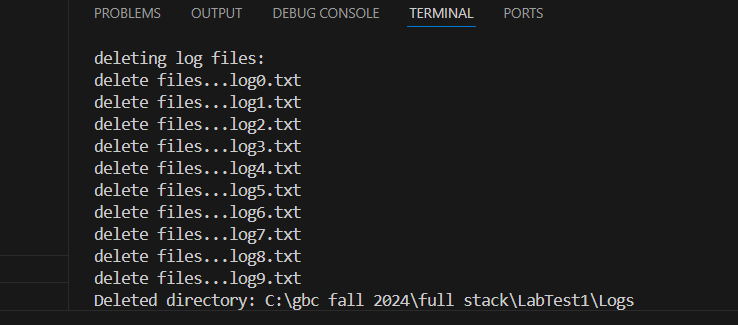 PROBLEMS OUTPUT DEBUG CONSOLE TERMINAL PORTS
deleting log files:
delete files...log0.txt
delete files...log1.txt
delete files...log2.txt
delete files...log3.txt
delete files...log4.txt
delete files...log5.txt
delete files...log6.txt
delete files...log7.txt
delete files...log8.txt
delete files...log9.txt
Deleted directory: C:\gbc fall 2024\full stack\LabTest1\Logs